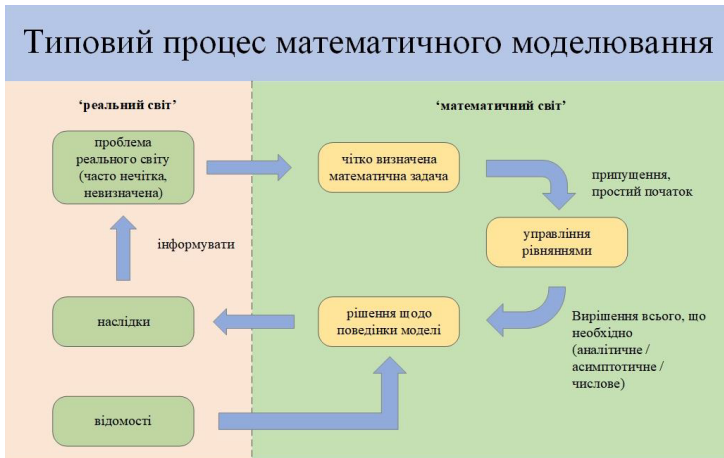 Типовий процес математичного моделювання
‘реальний світ’
‘математичний світ’
проблема
реального світу
(часто нечітка,
невизначена)
чітко визначена
математична задача
припущення,
простий початок
управління
рівняннями
інформувати
наслідки
рішення щодо
поведінки моделі
Вирішення всього, що
необхідно
(аналітичне /
асимптотичне /
числове)
відомості